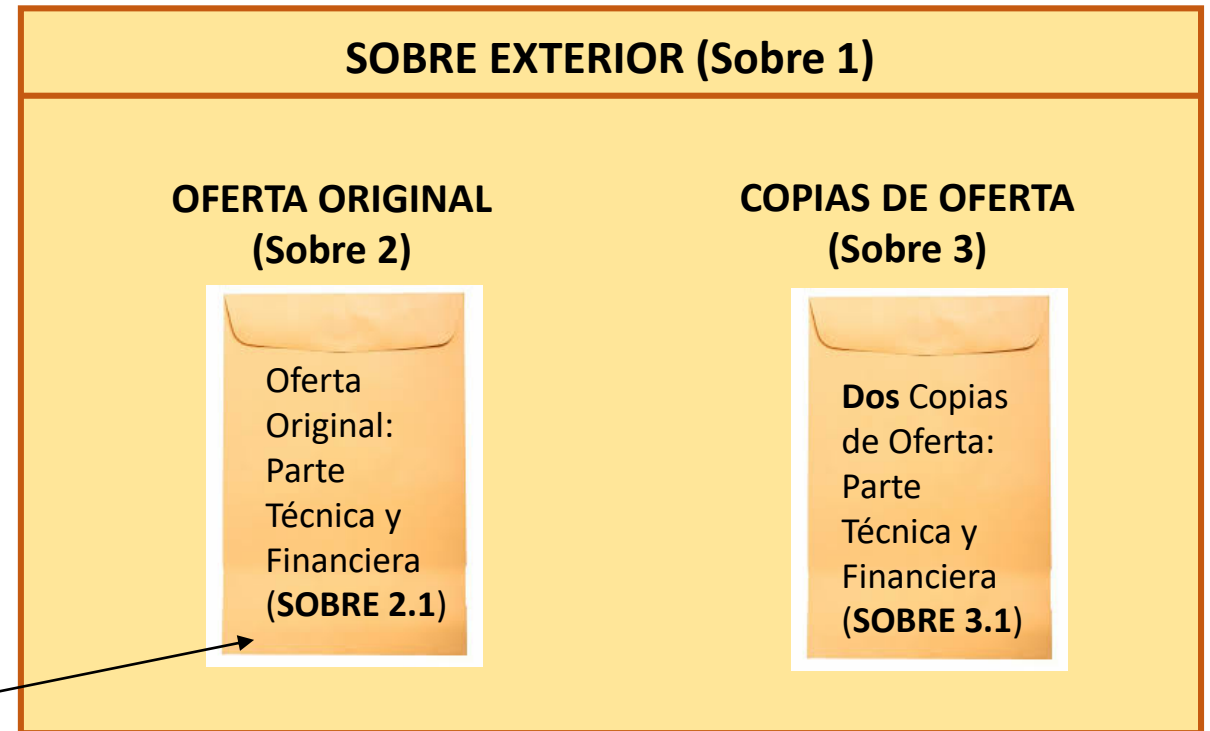 SOBRE EXTERIOR (Sobre 1)
OFERTA ORIGINAL
(Sobre 2)
Oferta
Original:
Parte
Técnica y
Financiera
(SOBRE 2.1)
COPIAS DE OFERTA
(Sobre 3)
Dos Copias
de Oferta:
Parte
Técnica y
Financiera
(SOBRE 3.1)